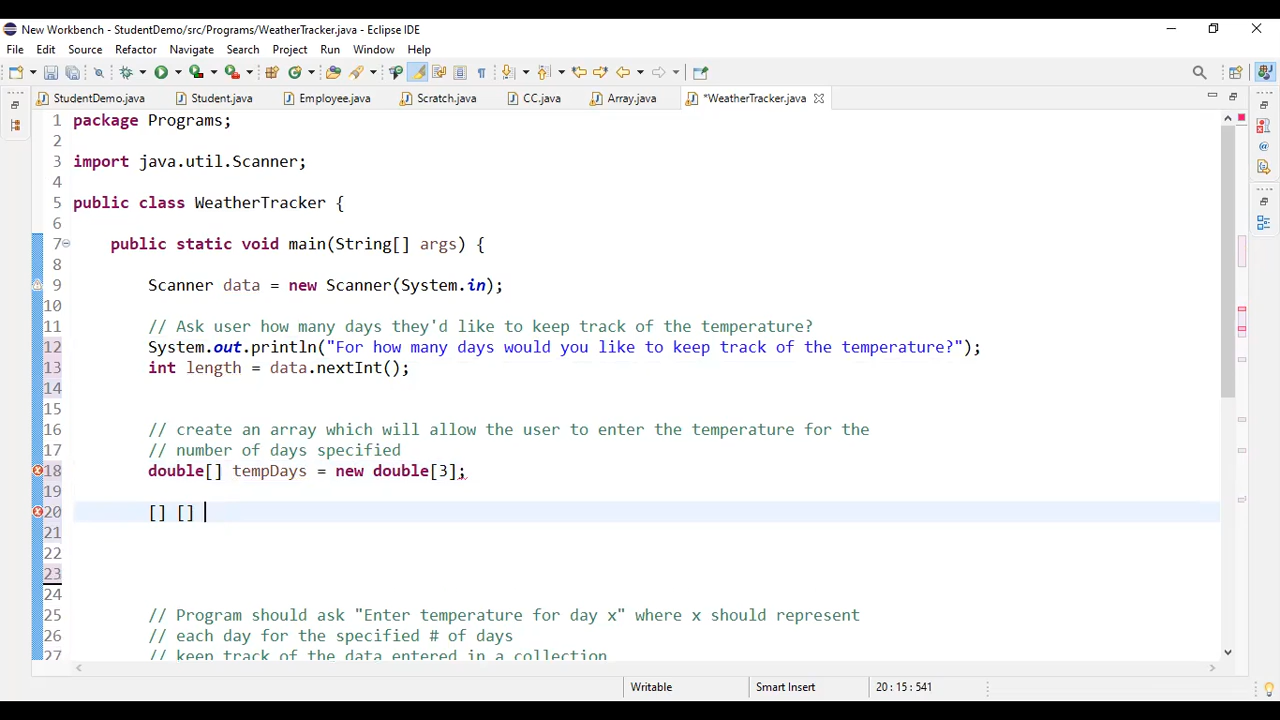 New Workbench - StudentDemo/src/Programs/WeatherTracker.java - Eclipse IDE
File Edit Source Refactor Navigate Search Project Run Window Help
StudentDemo.java Student.java Employee.java Scratch.java CC.java Array.java *WeatherTracker.java
1 package Programs;
2
3 import java.util.Scanner;
4
5 public class WeatherTracker {
6
7 public static void main(String[] args) {
8
9 Scanner data = new Scanner(System.in);
10
11 // Ask user how many days they'd like to keep track of the temperature?
12 System.out.println("For how many days would you like to keep track of the temperature?");
13 int length = data.nextInt();
14
15
16 // create an array which will allow the user to enter the temperature for the
17 // number of days specified
18 double[] tempDays = new double[3];
19
20 [] []
21
22
23
24
25 // Program should ask "Enter temperature for day x" where x should represent
26 // each day for the specified # of days
27 // keep track of the data entered in a collection
Writable Smart Insert 20 : 15 : 541